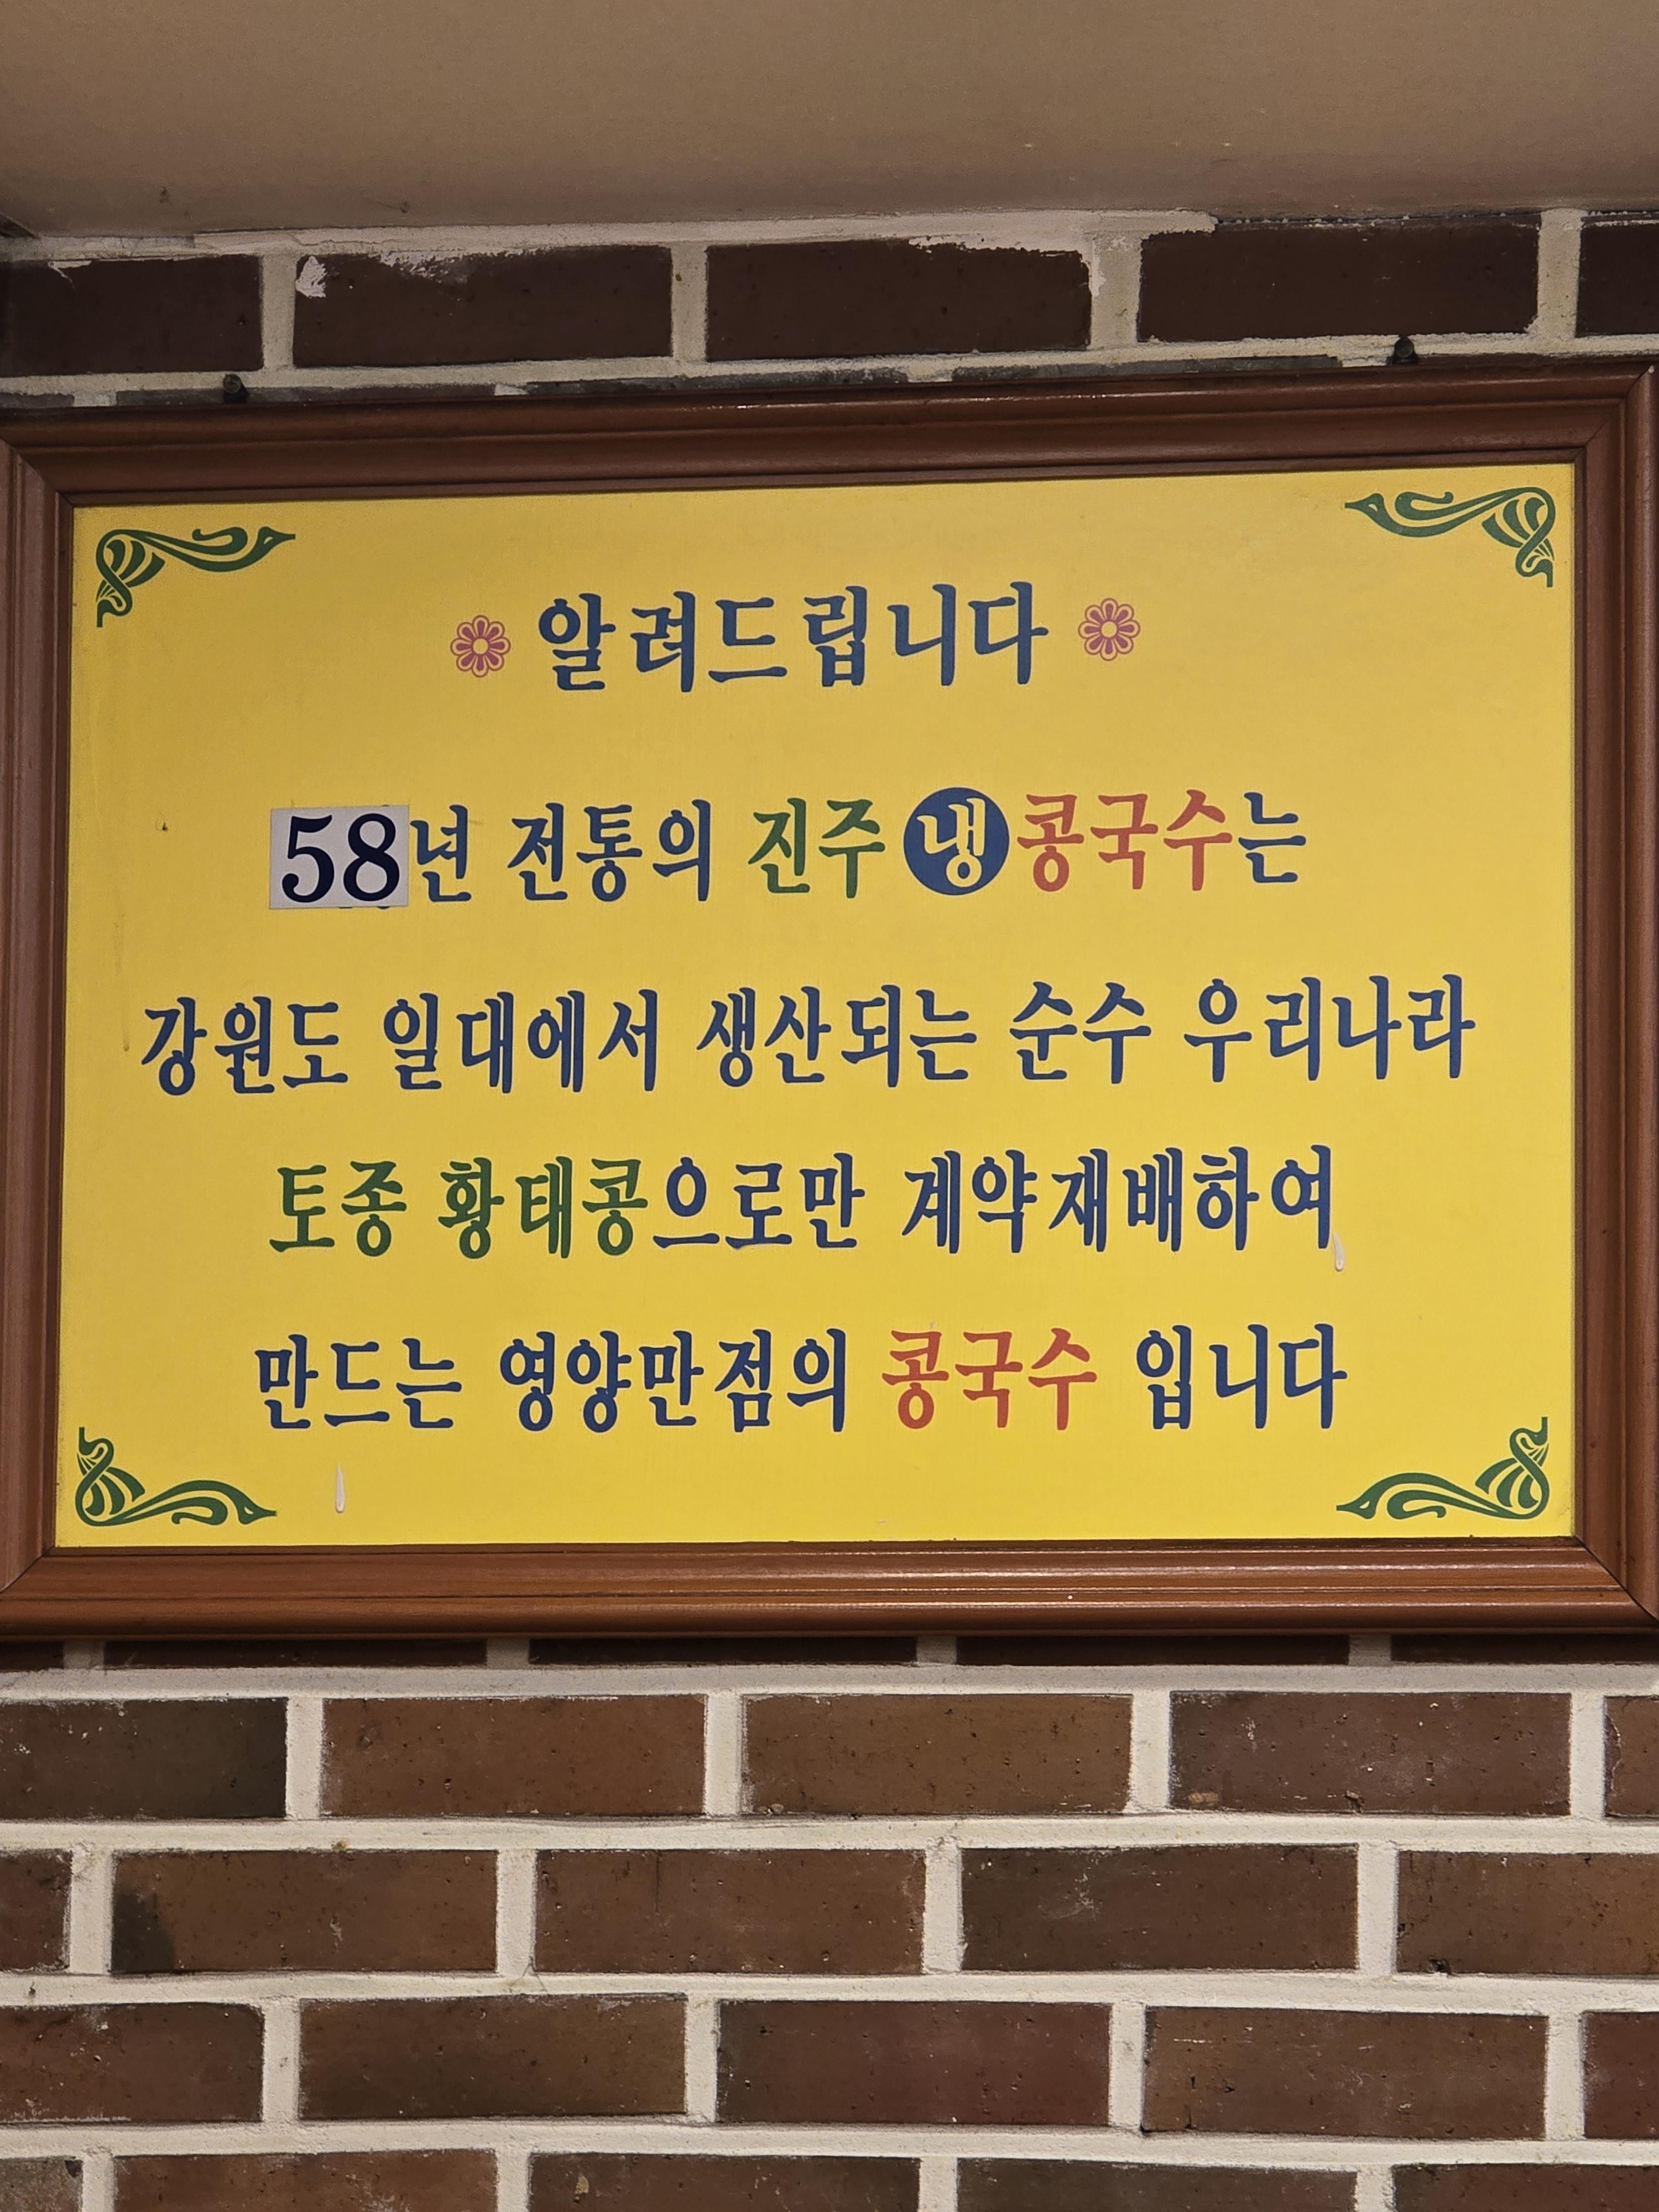 알려드립니다
58년 전통의 진주 냉콩국수는
강원도 일대에서 생산되는 순수 우리나라
토종 황태콩으로만 계약재배하여
만드는 영양만점의 콩국수 입니다